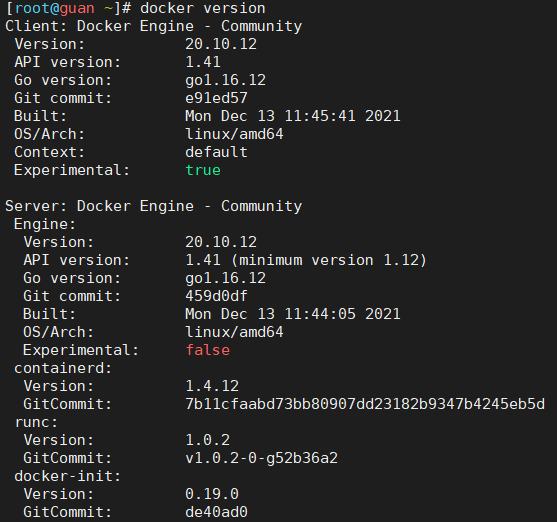 [root@guan ~]# docker version
Client: Docker Engine - Community
 Version:           20.10.12
 API version:       1.41
 Go version:        go1.16.12
 Git commit:        e91ed57
 Built:             Mon Dec 13 11:45:41 2021
 OS/Arch:           linux/amd64
 Context:           default
 Experimental:      true

Server: Docker Engine - Community
 Engine:
  Version:          20.10.12
  API version:      1.41 (minimum version 1.12)
  Go version:       go1.16.12
  Git commit:       459d0df
  Built:            Mon Dec 13 11:44:05 2021
  OS/Arch:          linux/amd64
  Experimental:     false
 containerd:
  Version:          1.4.12
  GitCommit:        7b11cfaabd73bb80907dd23182b9347b4245eb5d
 runc:
  Version:          1.0.2
  GitCommit:        v1.0.2-0-g52b36a2
 docker-init:
  Version:          0.19.0
  GitCommit:        de40ad0